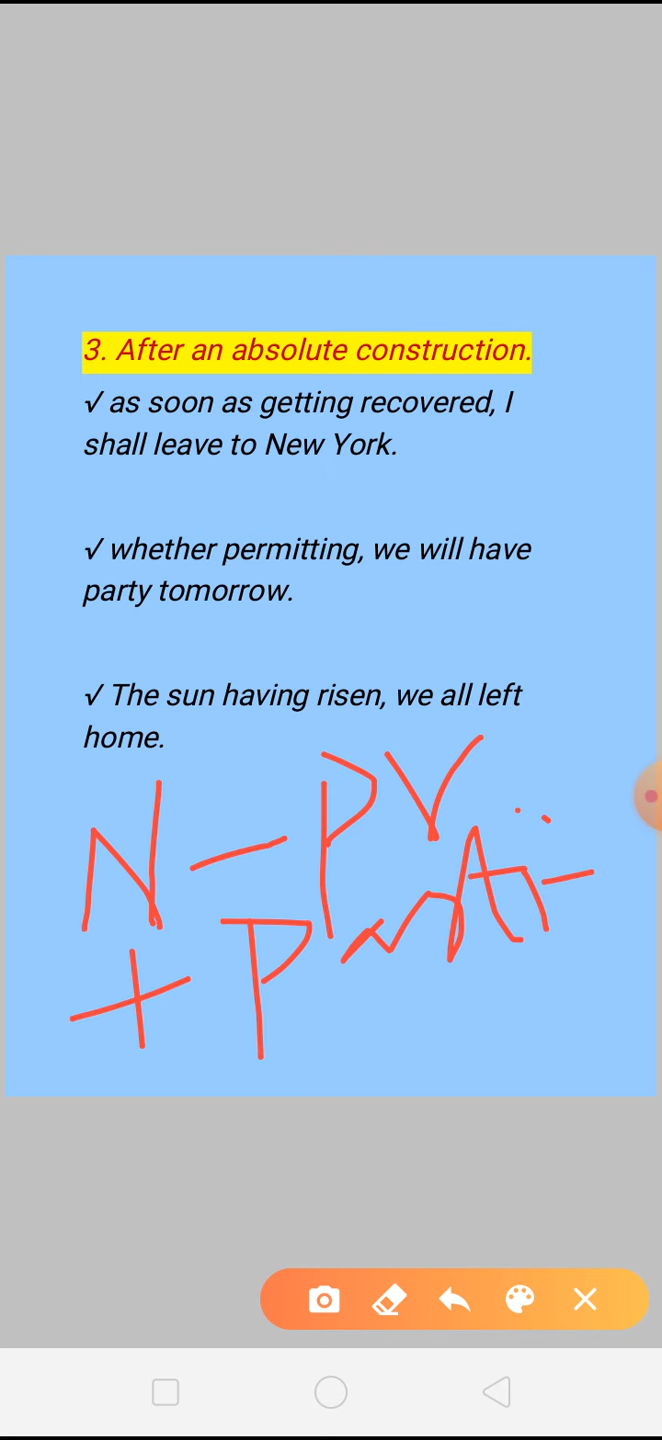 3. After an absolute construction.
√ as soon as getting recovered, I
shall leave to New York.
√ whether permitting, we will have
party tomorrow.
√ The sun having risen, we all left
home.
N - PV
+ P